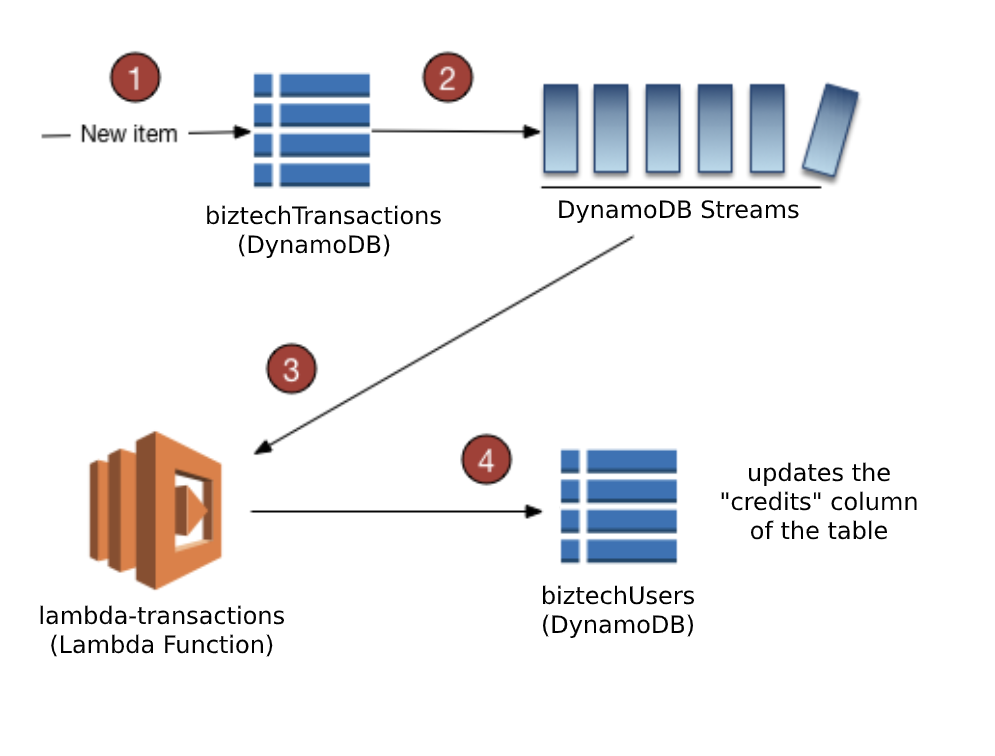 1
2
New item
biztechTransactions
(DynamoDB)
DynamoDB Streams
3
4
updates the
"credits" column
of the table
lambda-transactions
(Lambda Function)
biztechUsers
(DynamoDB)